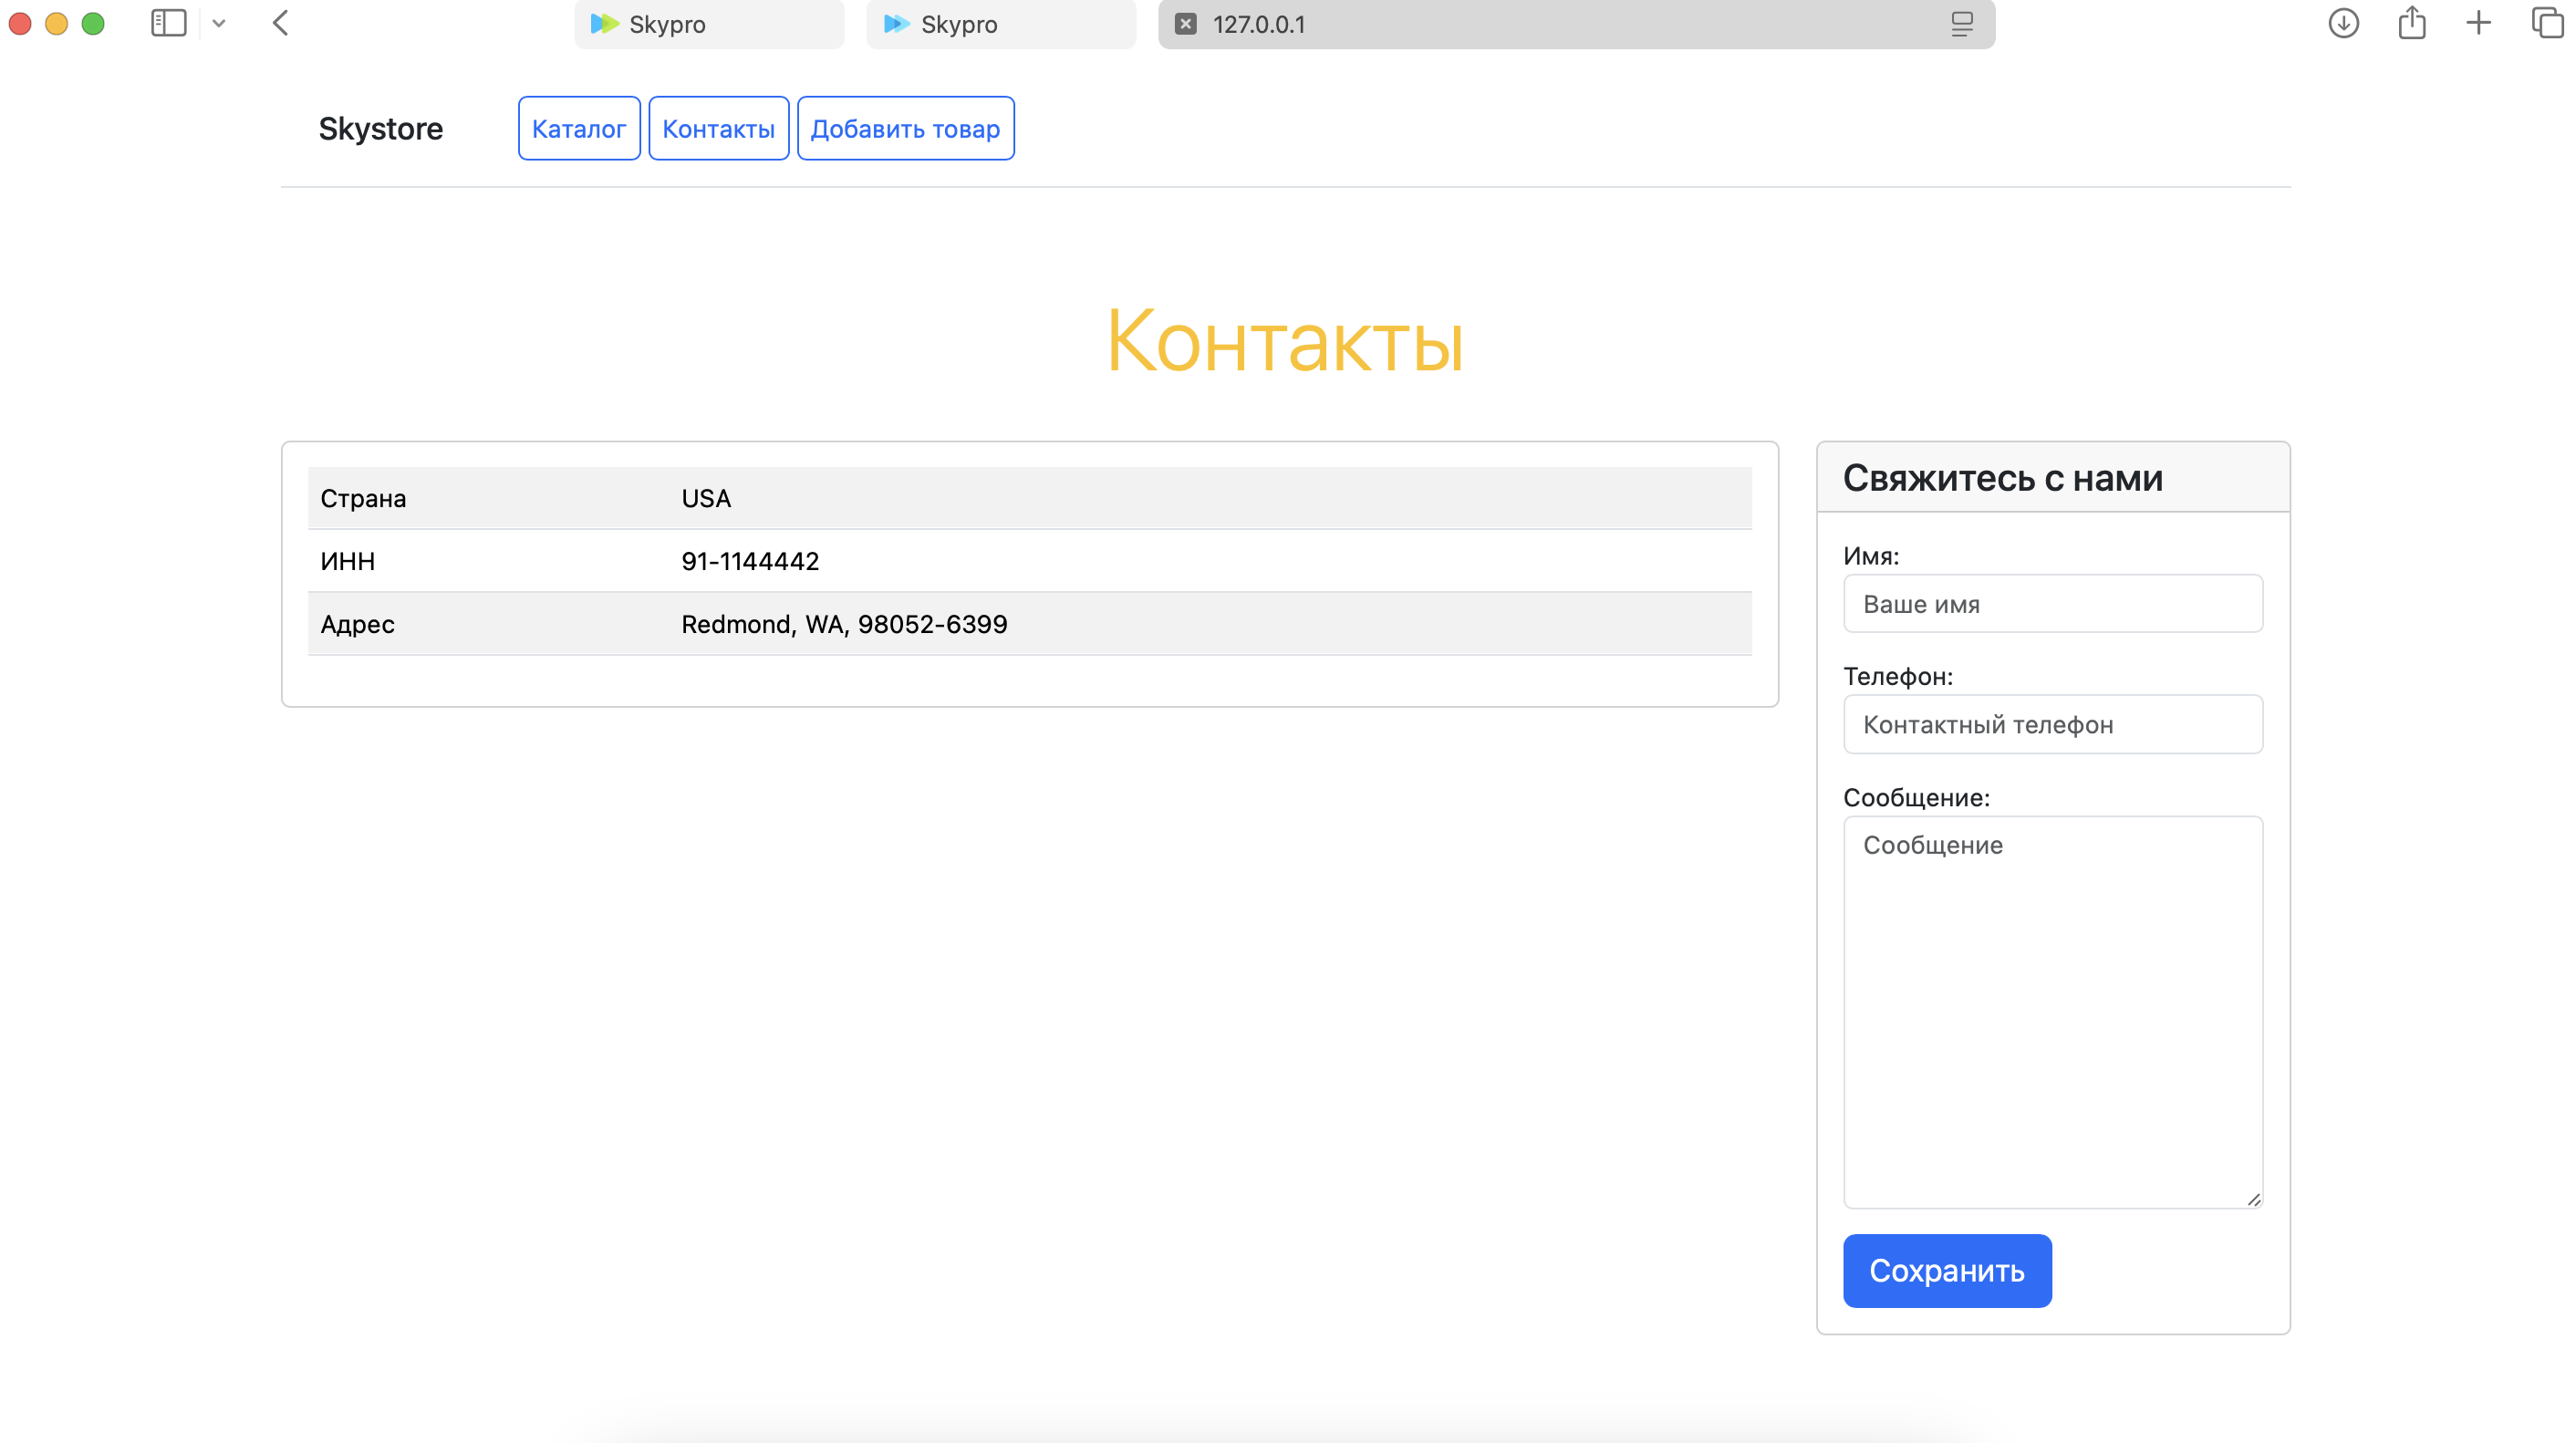 Skypro
Skypro
127.0.0.1
Skystore
Каталог
Контакты
Добавить товар
Контакты
Страна USA
ИНН 91-1144442
Адрес Redmond, WA, 98052-6399
Свяжитесь с нами
Имя:
Ваше имя
Телефон:
Контактный телефон
Сообщение:
Сообщение
Сохранить